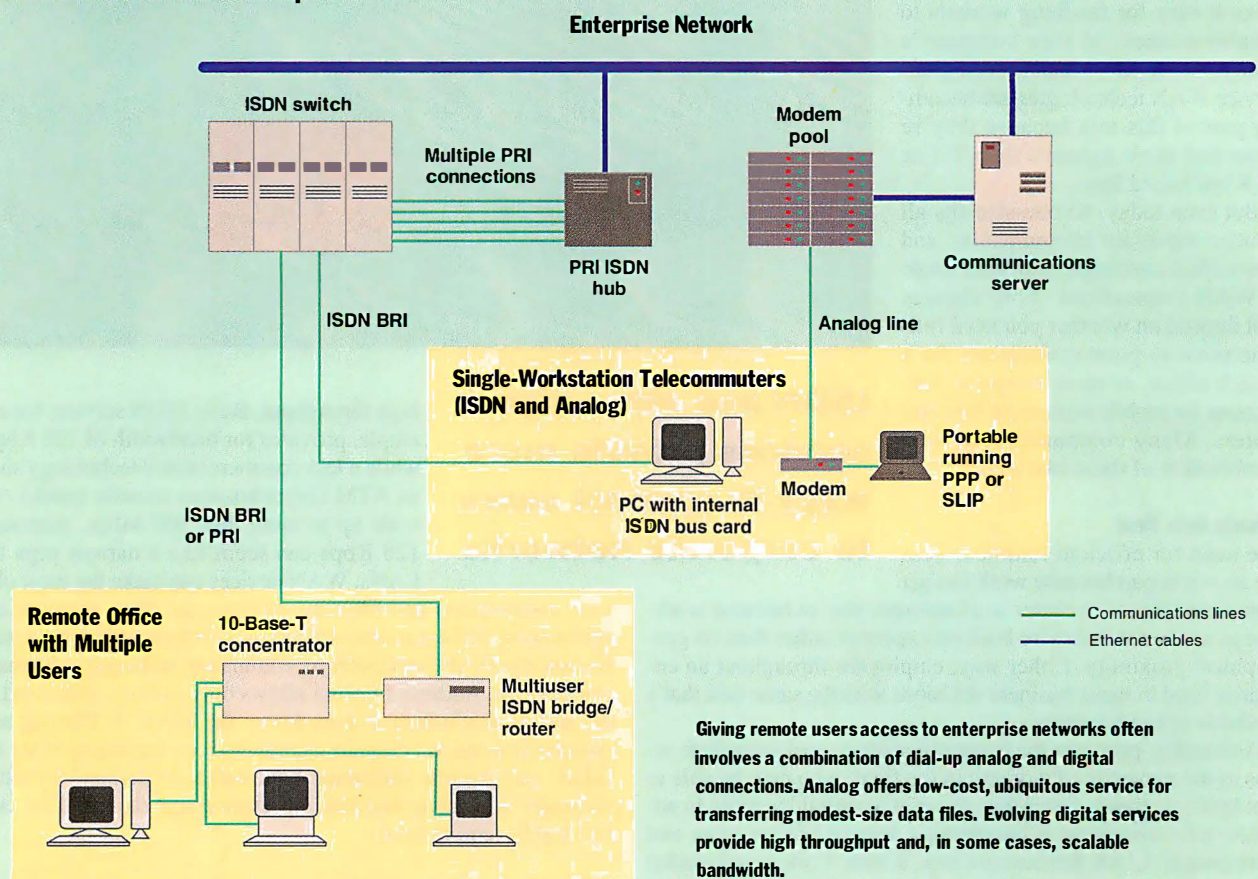 Enterprise Network
ISDN switch
Multiple PRI
connections
PRI ISDN
hub
Modem
pool
Communications
server
ISDN BRI
Analog line
Single-Workstation Telecommuters
(ISDN and Analog)
PC with internal
ISDN bus card
Modem
Portable
running
PPP or
SLIP
ISDN BRI
or PRI
Remote Office
with Multiple
Users
10-Base-T
concentrator
Multiuser
ISDN bridge/
router
Communications lines
Ethernet cables
Giving remote users access to enterprise networks often
involves a combination of dial-up analog and digital
connections. Analog offers low-cost, ubiquitous service for
transferring modest-size data files. Evolving digital services
provide high throughput and, in some cases, scalable
bandwidth.